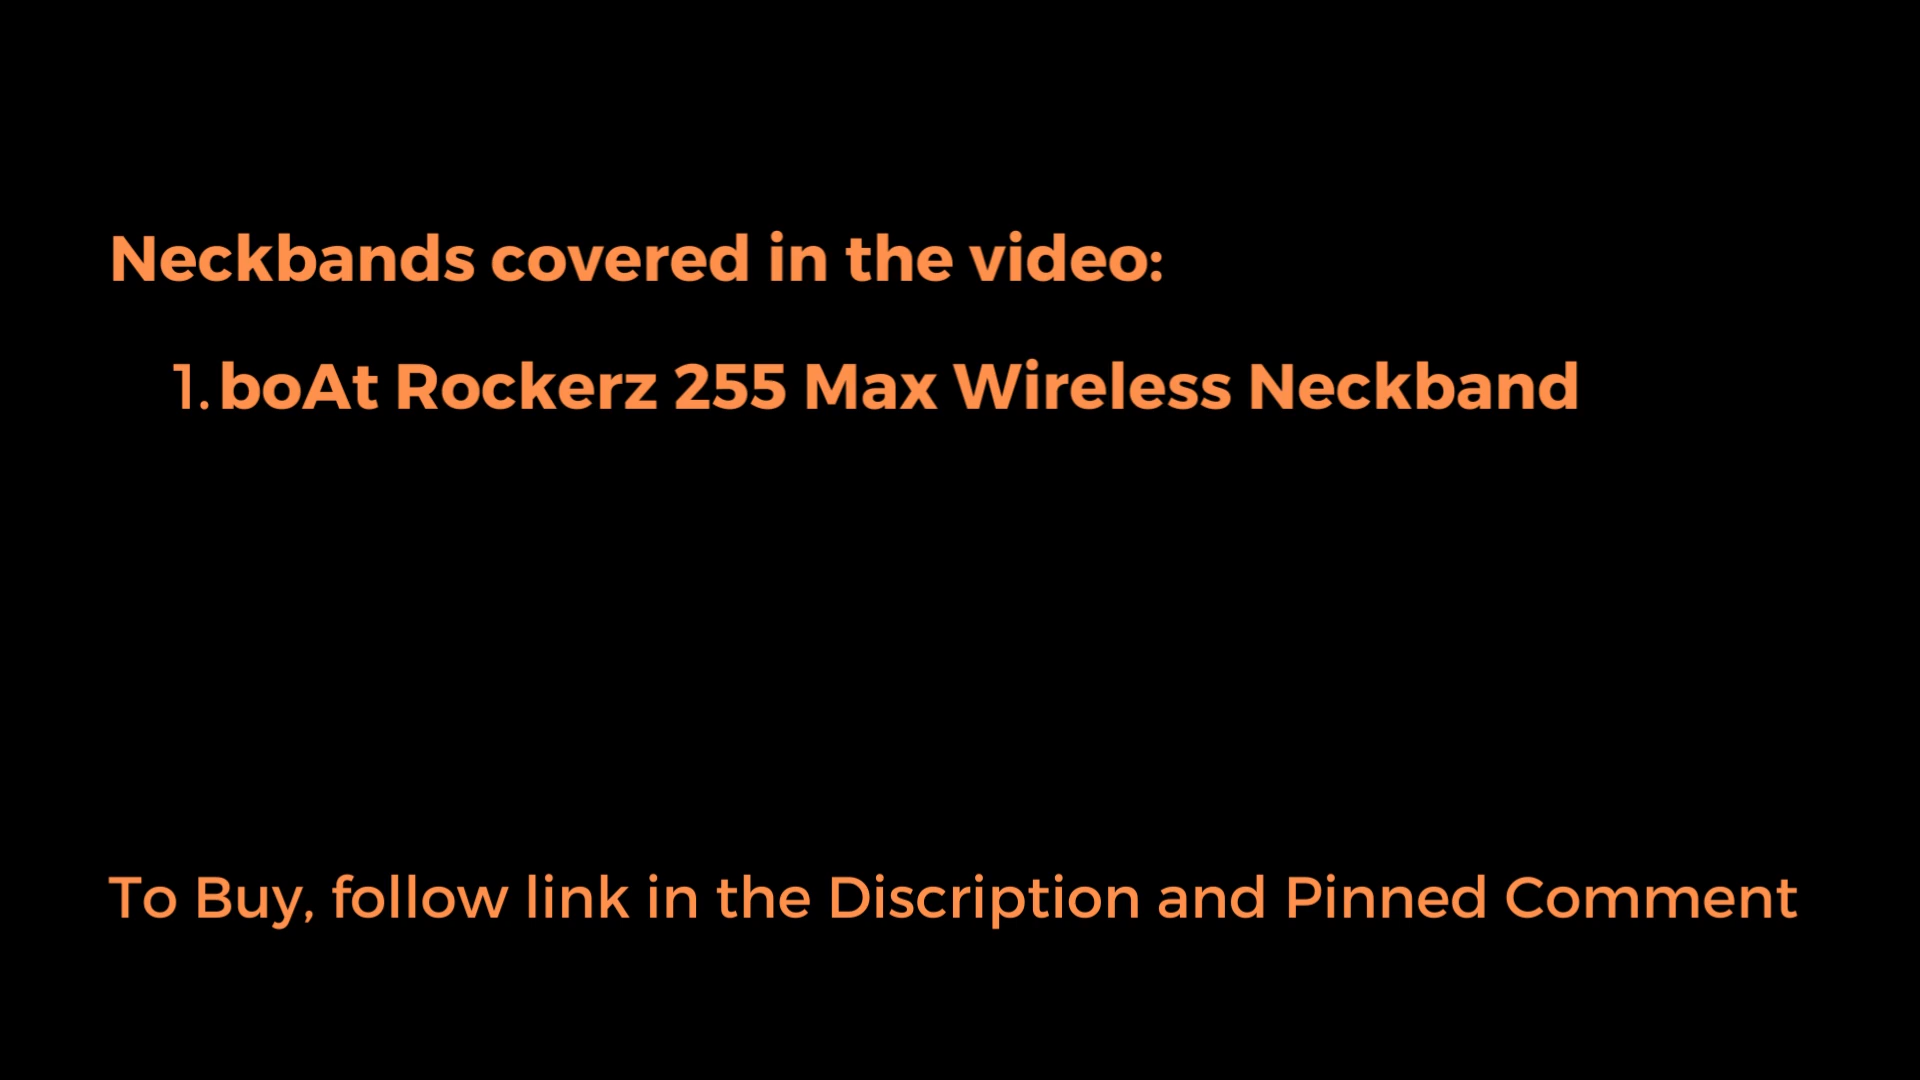 Neckbands covered in the video:
1. boAt Rockerz 255 Max Wireless Neckband
To Buy, follow link in the Discription and Pinned Comment